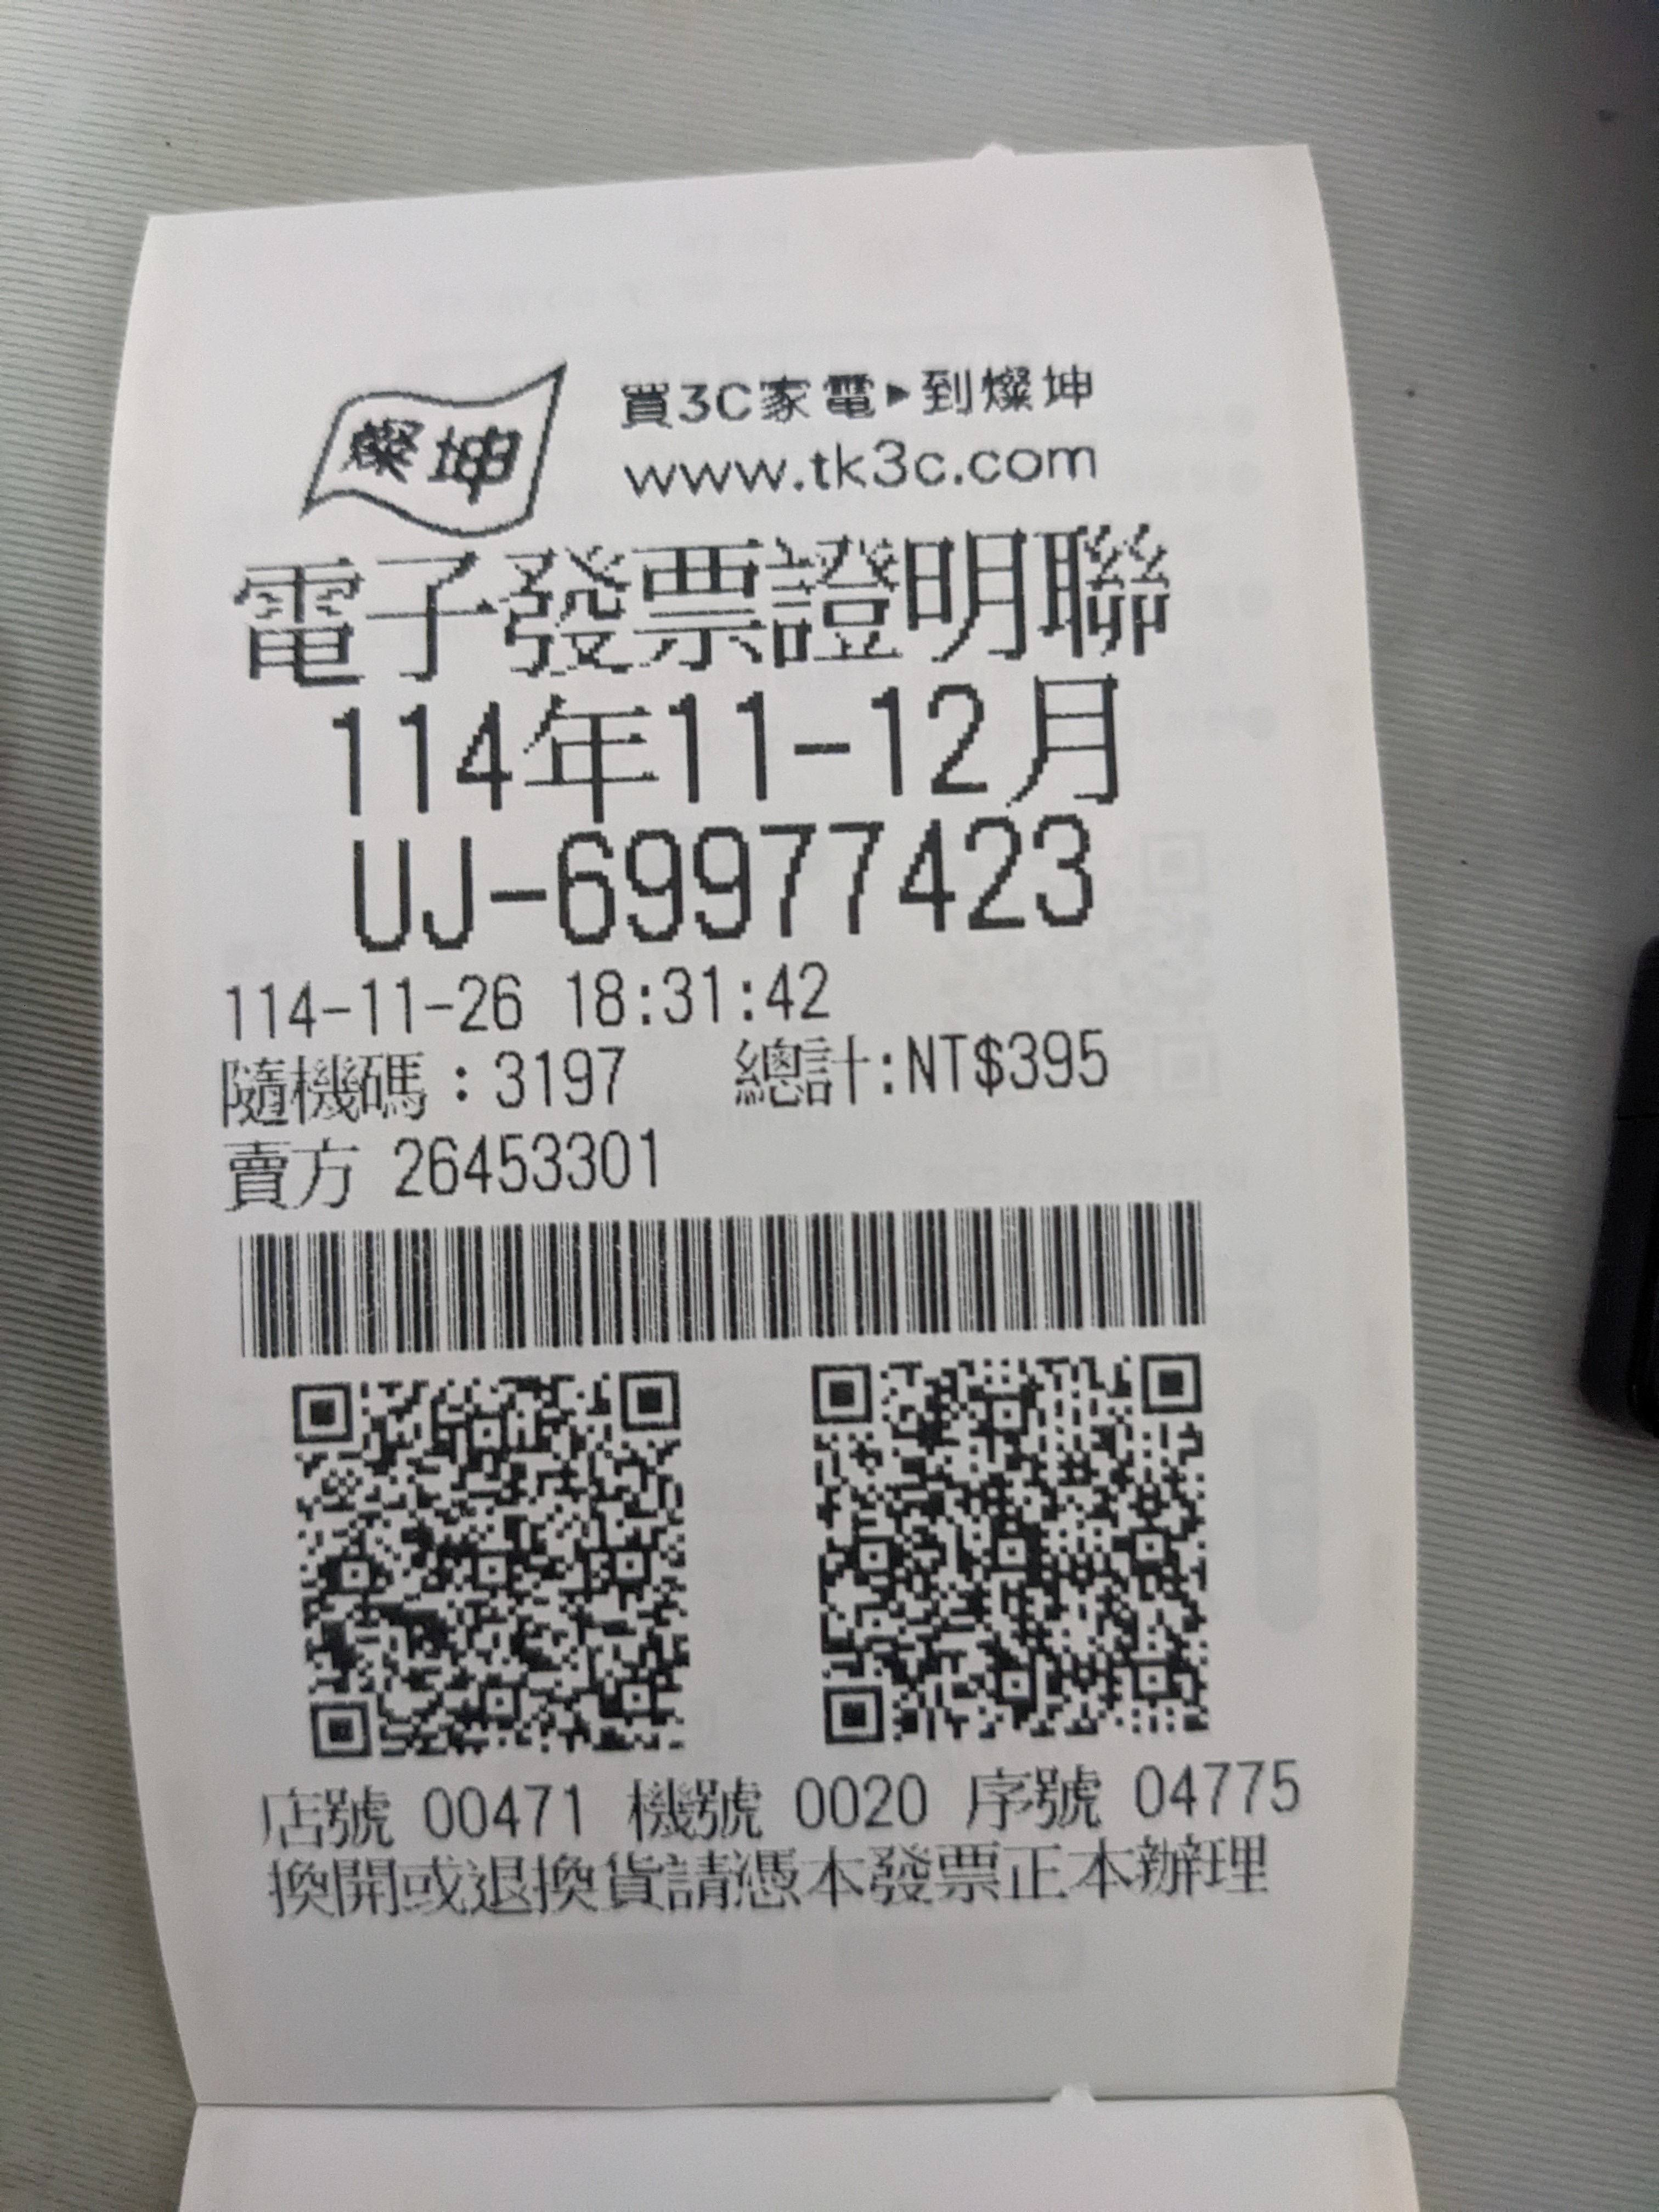 燦坤
買3C家電▶到燦坤
www.tk3c.com
電子發票證明聯
114年11-12月
UJ-69977423
114-11-26 18:31:42
隨機碼:3197 總計:NT$395
賣方 26453301
店號 00471 機號 0020 序號 04775
換開或退換貨請憑本發票正本辦理